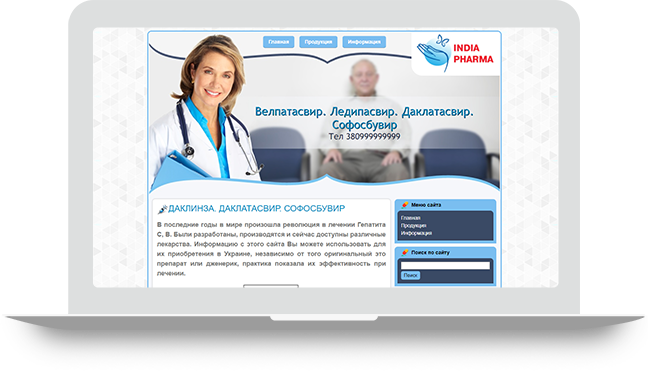 Главная Продукция Информация
INDIA
PHARMA
Велпатасвир. Ледипасвир. Даклатасвир.
Софосбувир
Тел 380999999999
ДАКЛИНЗА. ДАКЛАТАСВИР. СОФОСБУВИР
В последние годы в мире произошла революция в лечении Гепатита
С, В. Были разработаны, производятся и сейчас доступны различные
лекарства. Информацию с этого сайта Вы можете использовать для
их приобретения в Украине, независимо от того оригинальный это
препарат или дженерик, практика показала их эффективность при
лечении.
Меню сайта
Главная
Продукция
Информация
Поиск по сайту
Поиск